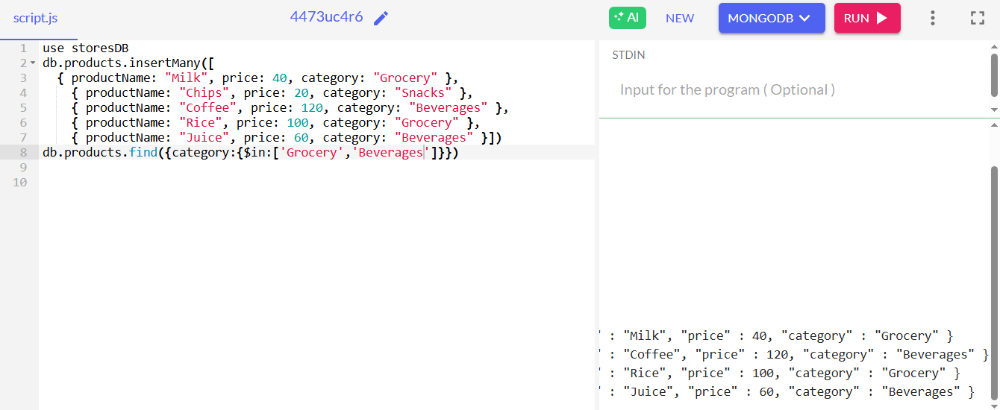 script.js
4473uc4r6
AI
NEW
MONGODB
RUN
1 use storesDB
2 db.products.insertMany([
3 { productName: "Milk", price: 40, category: "Grocery" },
4 { productName: "Chips", price: 20, category: "Snacks" },
5 { productName: "Coffee", price: 120, category: "Beverages" },
6 { productName: "Rice", price: 100, category: "Grocery" },
7 { productName: "Juice", price: 60, category: "Beverages" }])
8 db.products.find({category:{$in:['Grocery','Beverages']}})
9
10
STDIN
Input for the program ( Optional )
" : "Milk", "price" : 40, "category" : "Grocery" }
" : "Coffee", "price" : 120, "category" : "Beverages" }
" : "Rice", "price" : 100, "category" : "Grocery" }
" : "Juice", "price" : 60, "category" : "Beverages" }